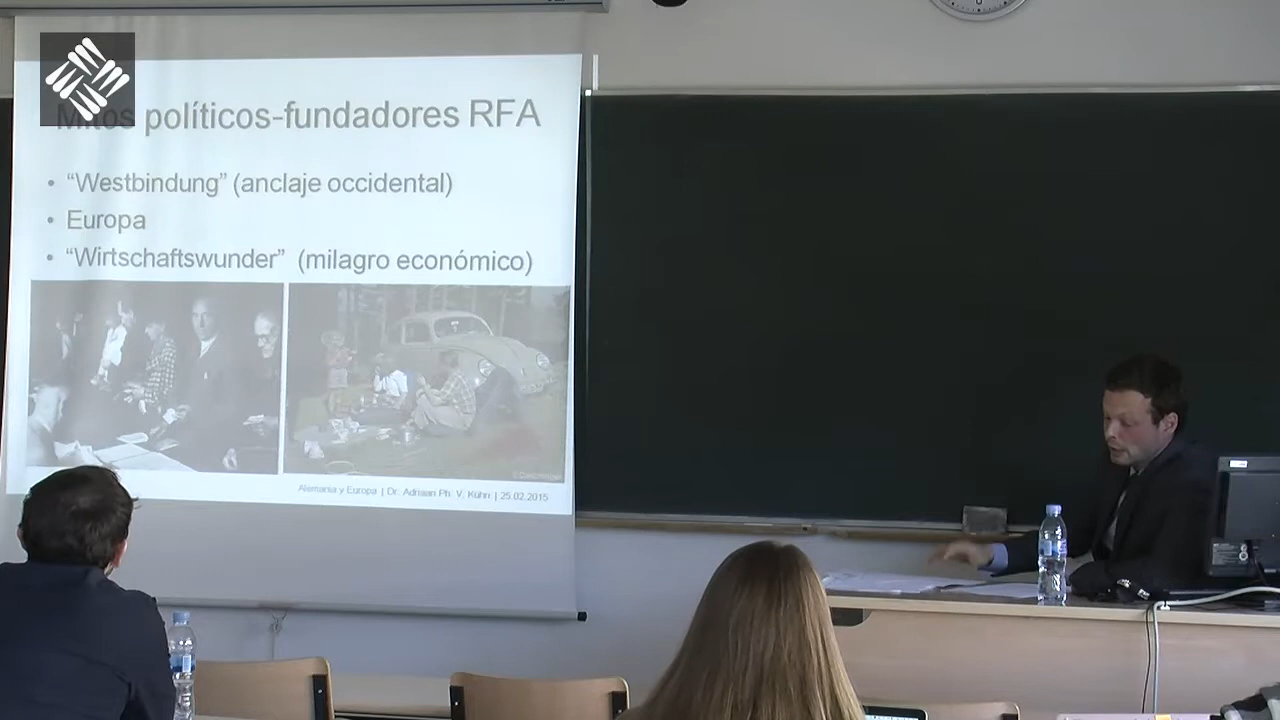 Mitos políticos-fundadores RFA
• “Westbindung” (anclaje occidental)
• Europa
• “Wirtschaftswunder” (milagro económico)
Alemania y Europa | Dr. Adriaan Ph. V. Kühn | 25.02.2015